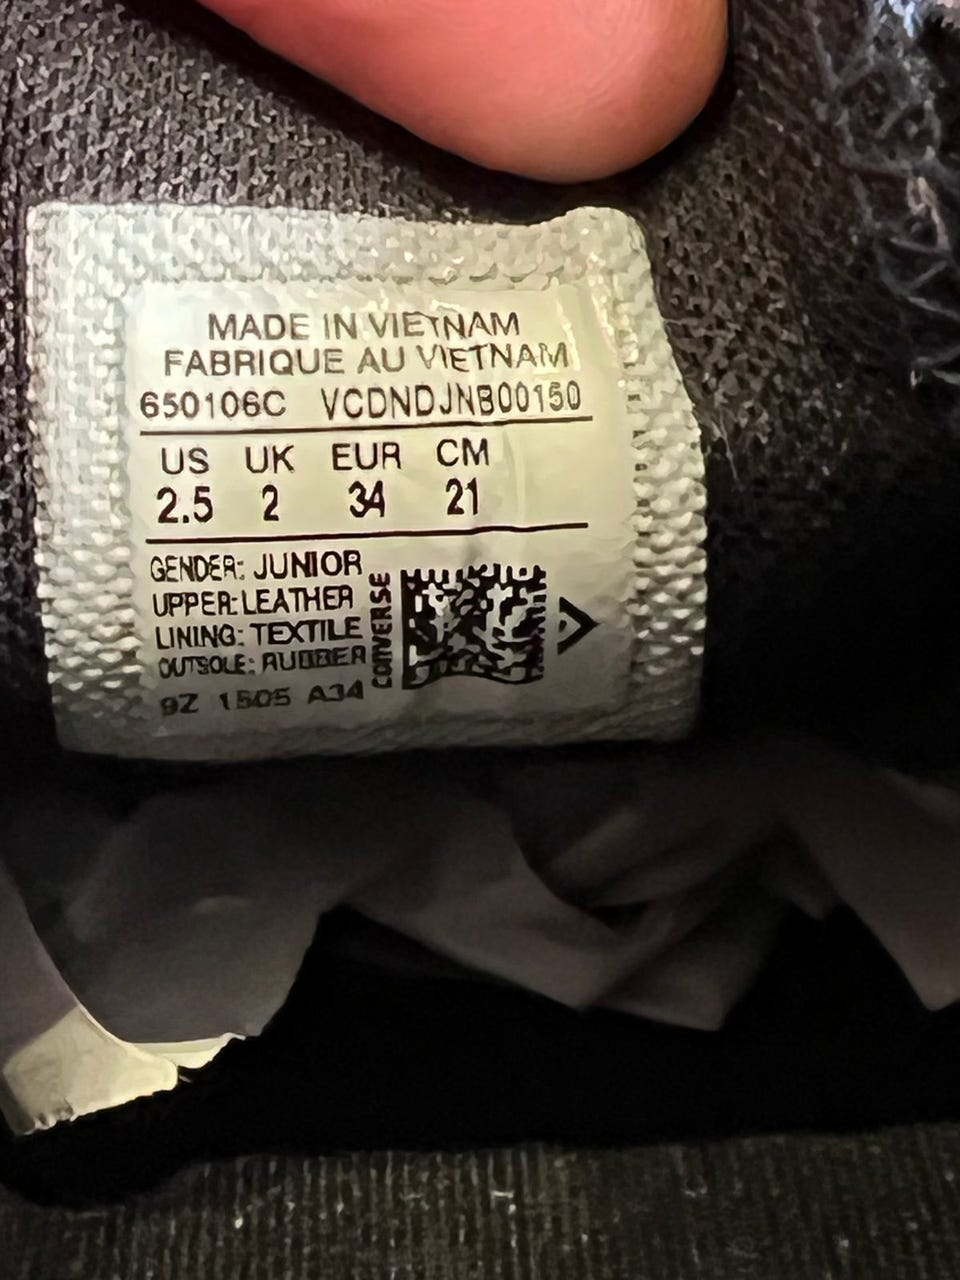 MADE IN VIETNAM
FABRIQUE AU VIETNAM
650106C VCDNDJNB00150
US UK EUR CM
2.5 2 34 21
GENDER: JUNIOR
UPPER:LEATHER
LINING: TEXTILE
OUTSOLE: RUBBER
9Z 1505 A34
CONVERSE